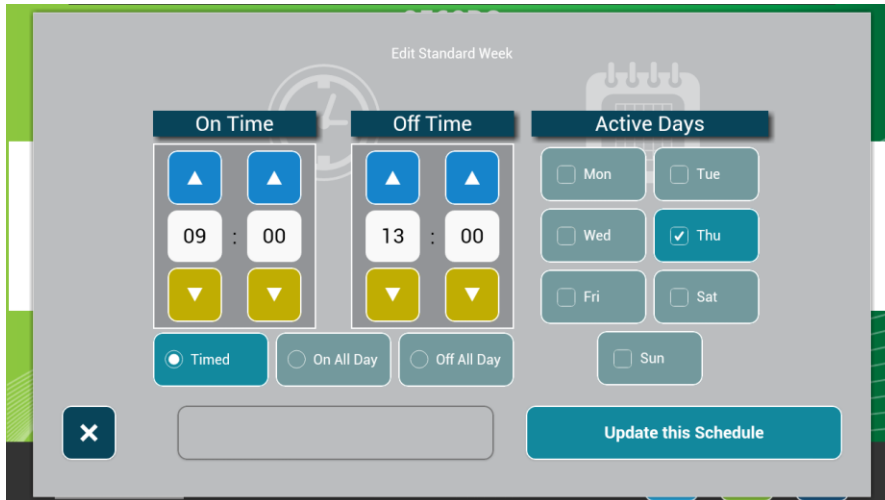 Edit Standard Week
On Time
Off Time
Active Days
09 : 00
13 : 00
Mon
Tue
Wed
Thu
Fri
Sat
Timed
On All Day
Off All Day
Sun
Update this Schedule